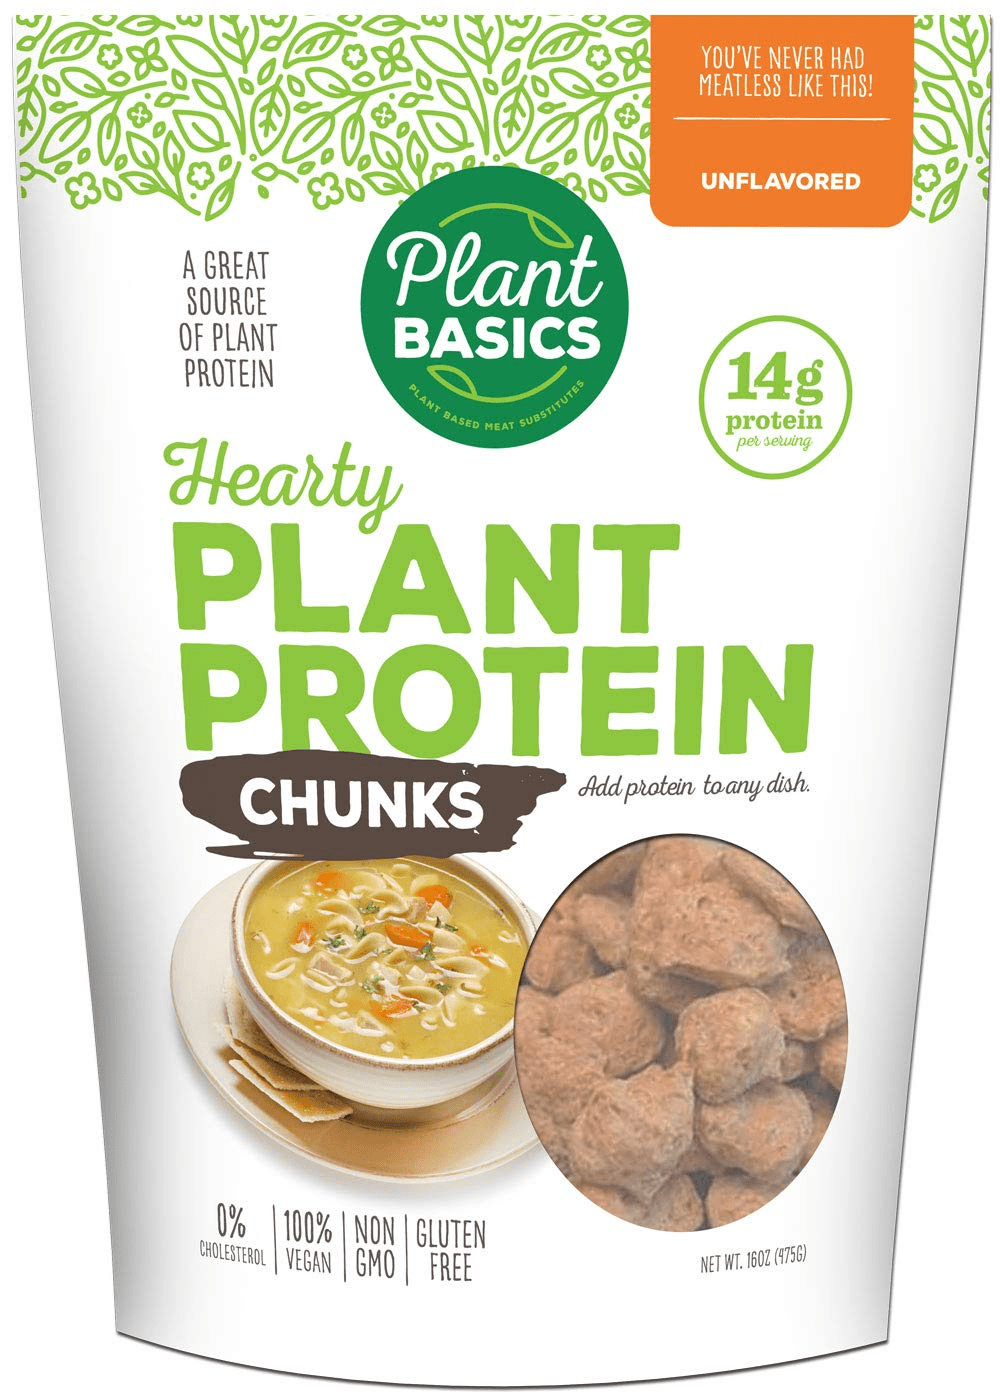 YOU'VE NEVER HAD
MEATLESS LIKE THIS!
UNFLAVORED
Plant
BASICS
PLANT BASED MEAT SUBSTITUTES
A GREAT
SOURCE
OF PLANT
PROTEIN
14g
protein
per serving
Hearty
PLANT
PROTEIN
CHUNKS
Add protein to any dish.
0%
CHOLESTEROL
100%
VEGAN
NON
GMO
GLUTEN
FREE
NET WT. 16OZ (475G)